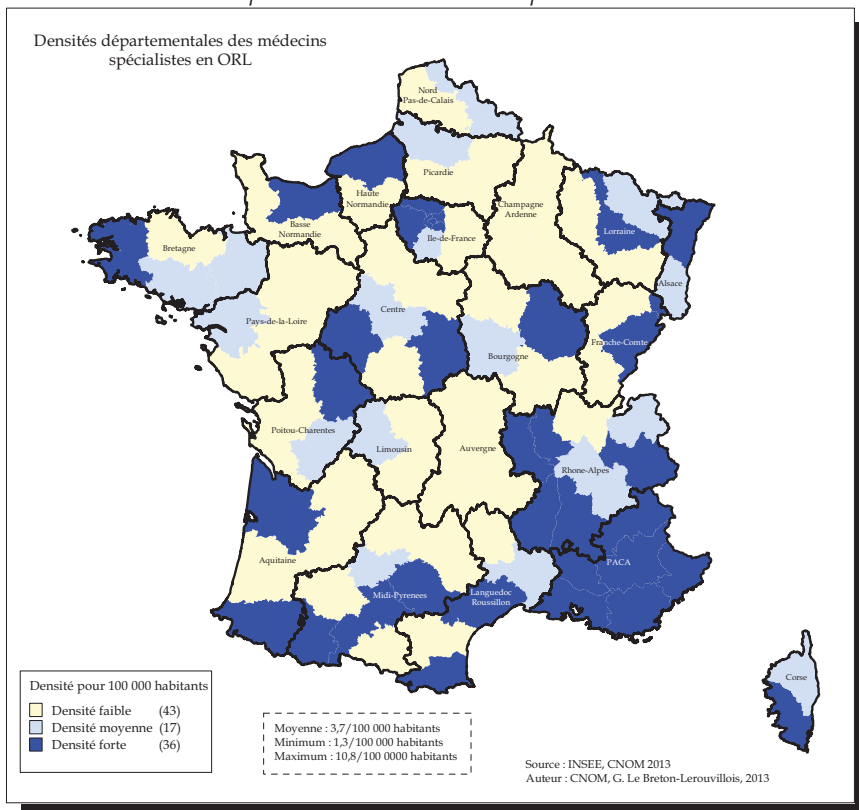 Densités départementales des médecins
spécialistes en ORL
Nord
Pas-de-Calais
Picardie
Haute
Normandie
Basse
Normandie
Champagne
Ardenne
Lorraine
Ile-de-France
Bretagne
Alsace
Pays-de-la-Loire
Centre
Bourgogne
Franche-Comte
Poitou-Charentes
Limousin
Auvergne
Rhone-Alpes
Aquitaine
Midi-Pyrenees
Languedoc
Roussillon
PACA
Corse
Densité pour 100 000 habitants
Densité faible (43)
Densité moyenne (17)
Densité forte (36)
Moyenne : 3,7/100 000 habitants
Minimum : 1,3/100 000 habitants
Maximum : 10,8/100 0000 habitants
Source : INSEE, CNOM 2013
Auteur : CNOM, G. Le Breton-Lerouvillois, 2013